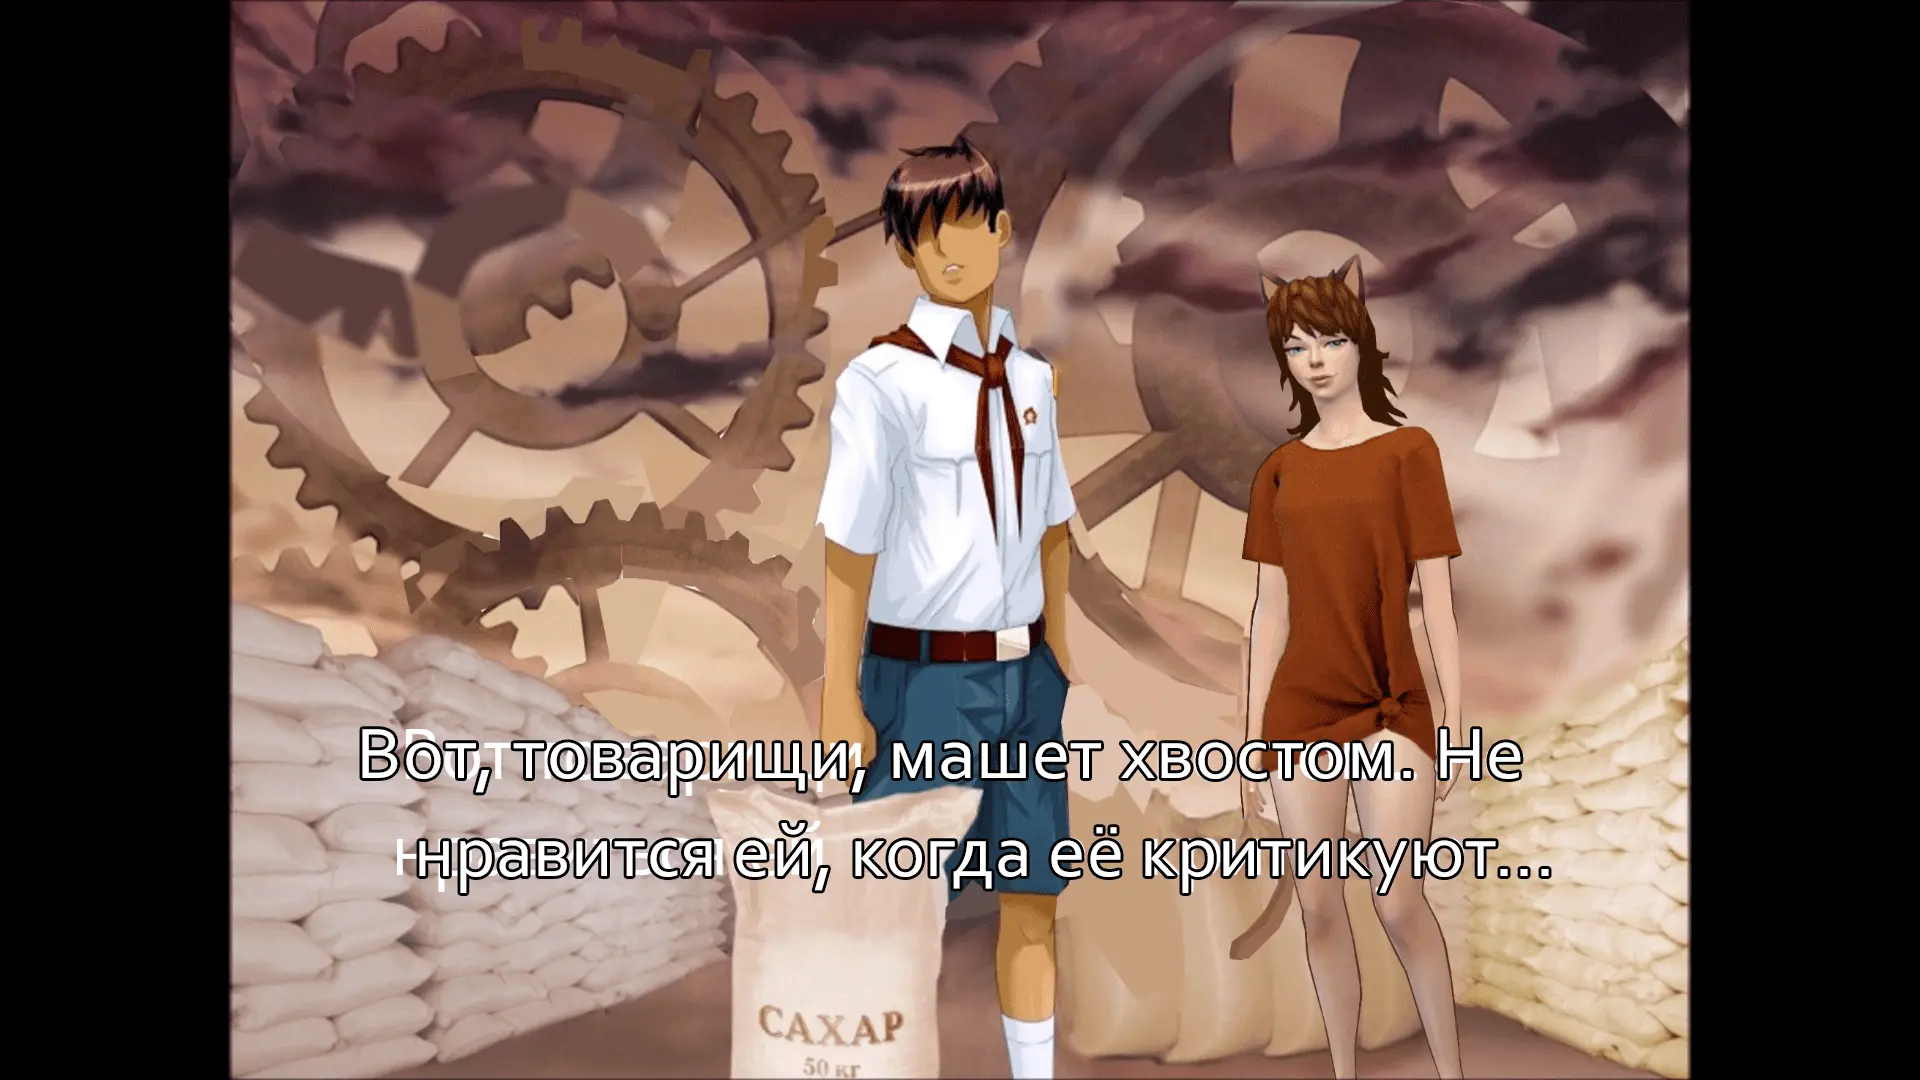 Вот, товарищи, машет хвостом. Не
нравится ей, когда её критикуют...
САХАР
50 кг